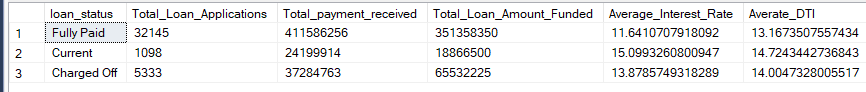 loan_status Total_Loan_Applications Total_payment_received Total_Loan_Amount_Funded Average_Interest_Rate Averate_DTI
1 Fully Paid 32145 411586256 351358350 11.6410707918092 13.1673507557434
2 Current 1098 24199914 18866500 15.0993260800947 14.7243442736843
3 Charged Off 5333 37284763 65532225 13.8785749318289 14.0047328005517